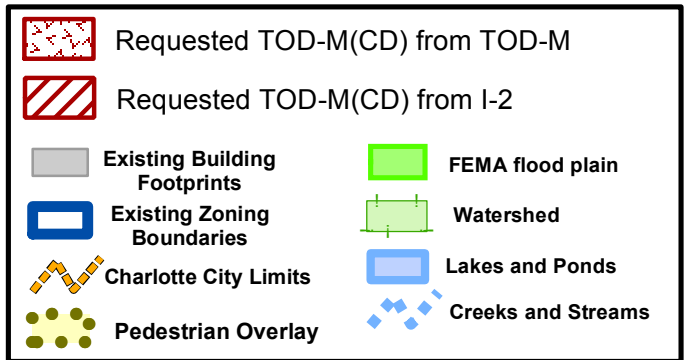 Requested TOD-M(CD) from TOD-M
Requested TOD-M(CD) from I-2
Existing Building
Footprints
Existing Zoning
Boundaries
Charlotte City Limits
Pedestrian Overlay
FEMA flood plain
Watershed
Lakes and Ponds
Creeks and Streams